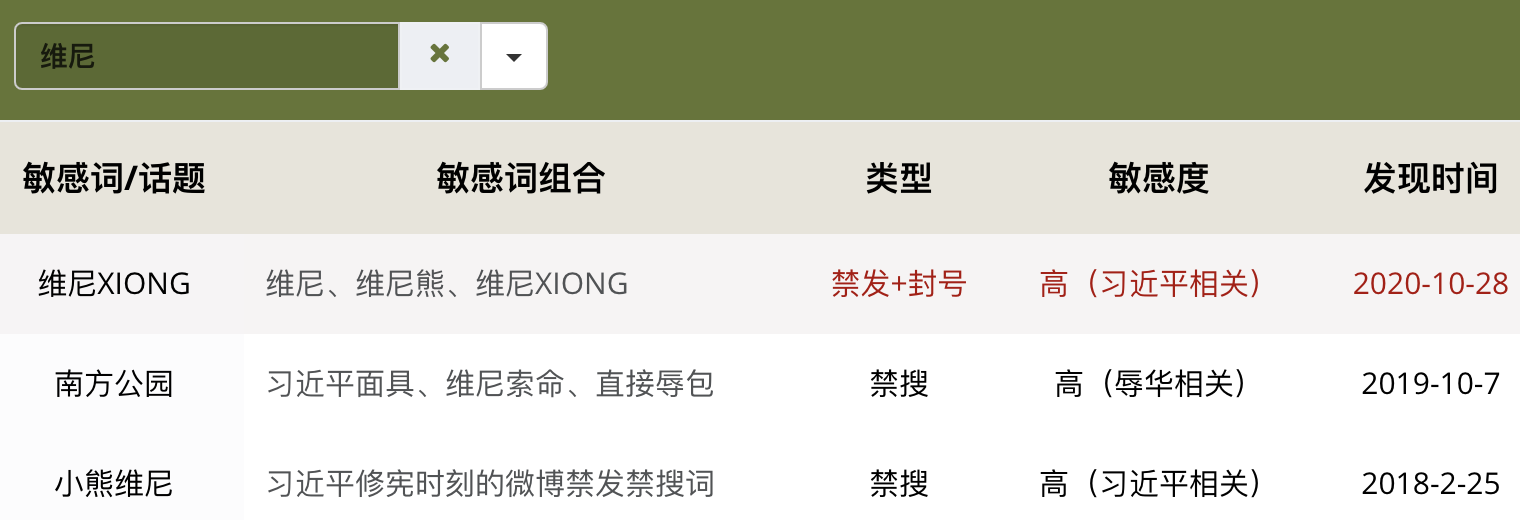 维尼
敏感词/话题 敏感词组合 类型 敏感度 发现时间
维尼XIONG 维尼、维尼熊、维尼XIONG 禁发+封号 高（习近平相关） 2020-10-28
南方公园 习近平面具、维尼索命、直接辱包 禁搜 高（辱华相关） 2019-10-7
小熊维尼 习近平修宪时刻的微博禁发禁搜词 禁搜 高（习近平相关） 2018-2-25